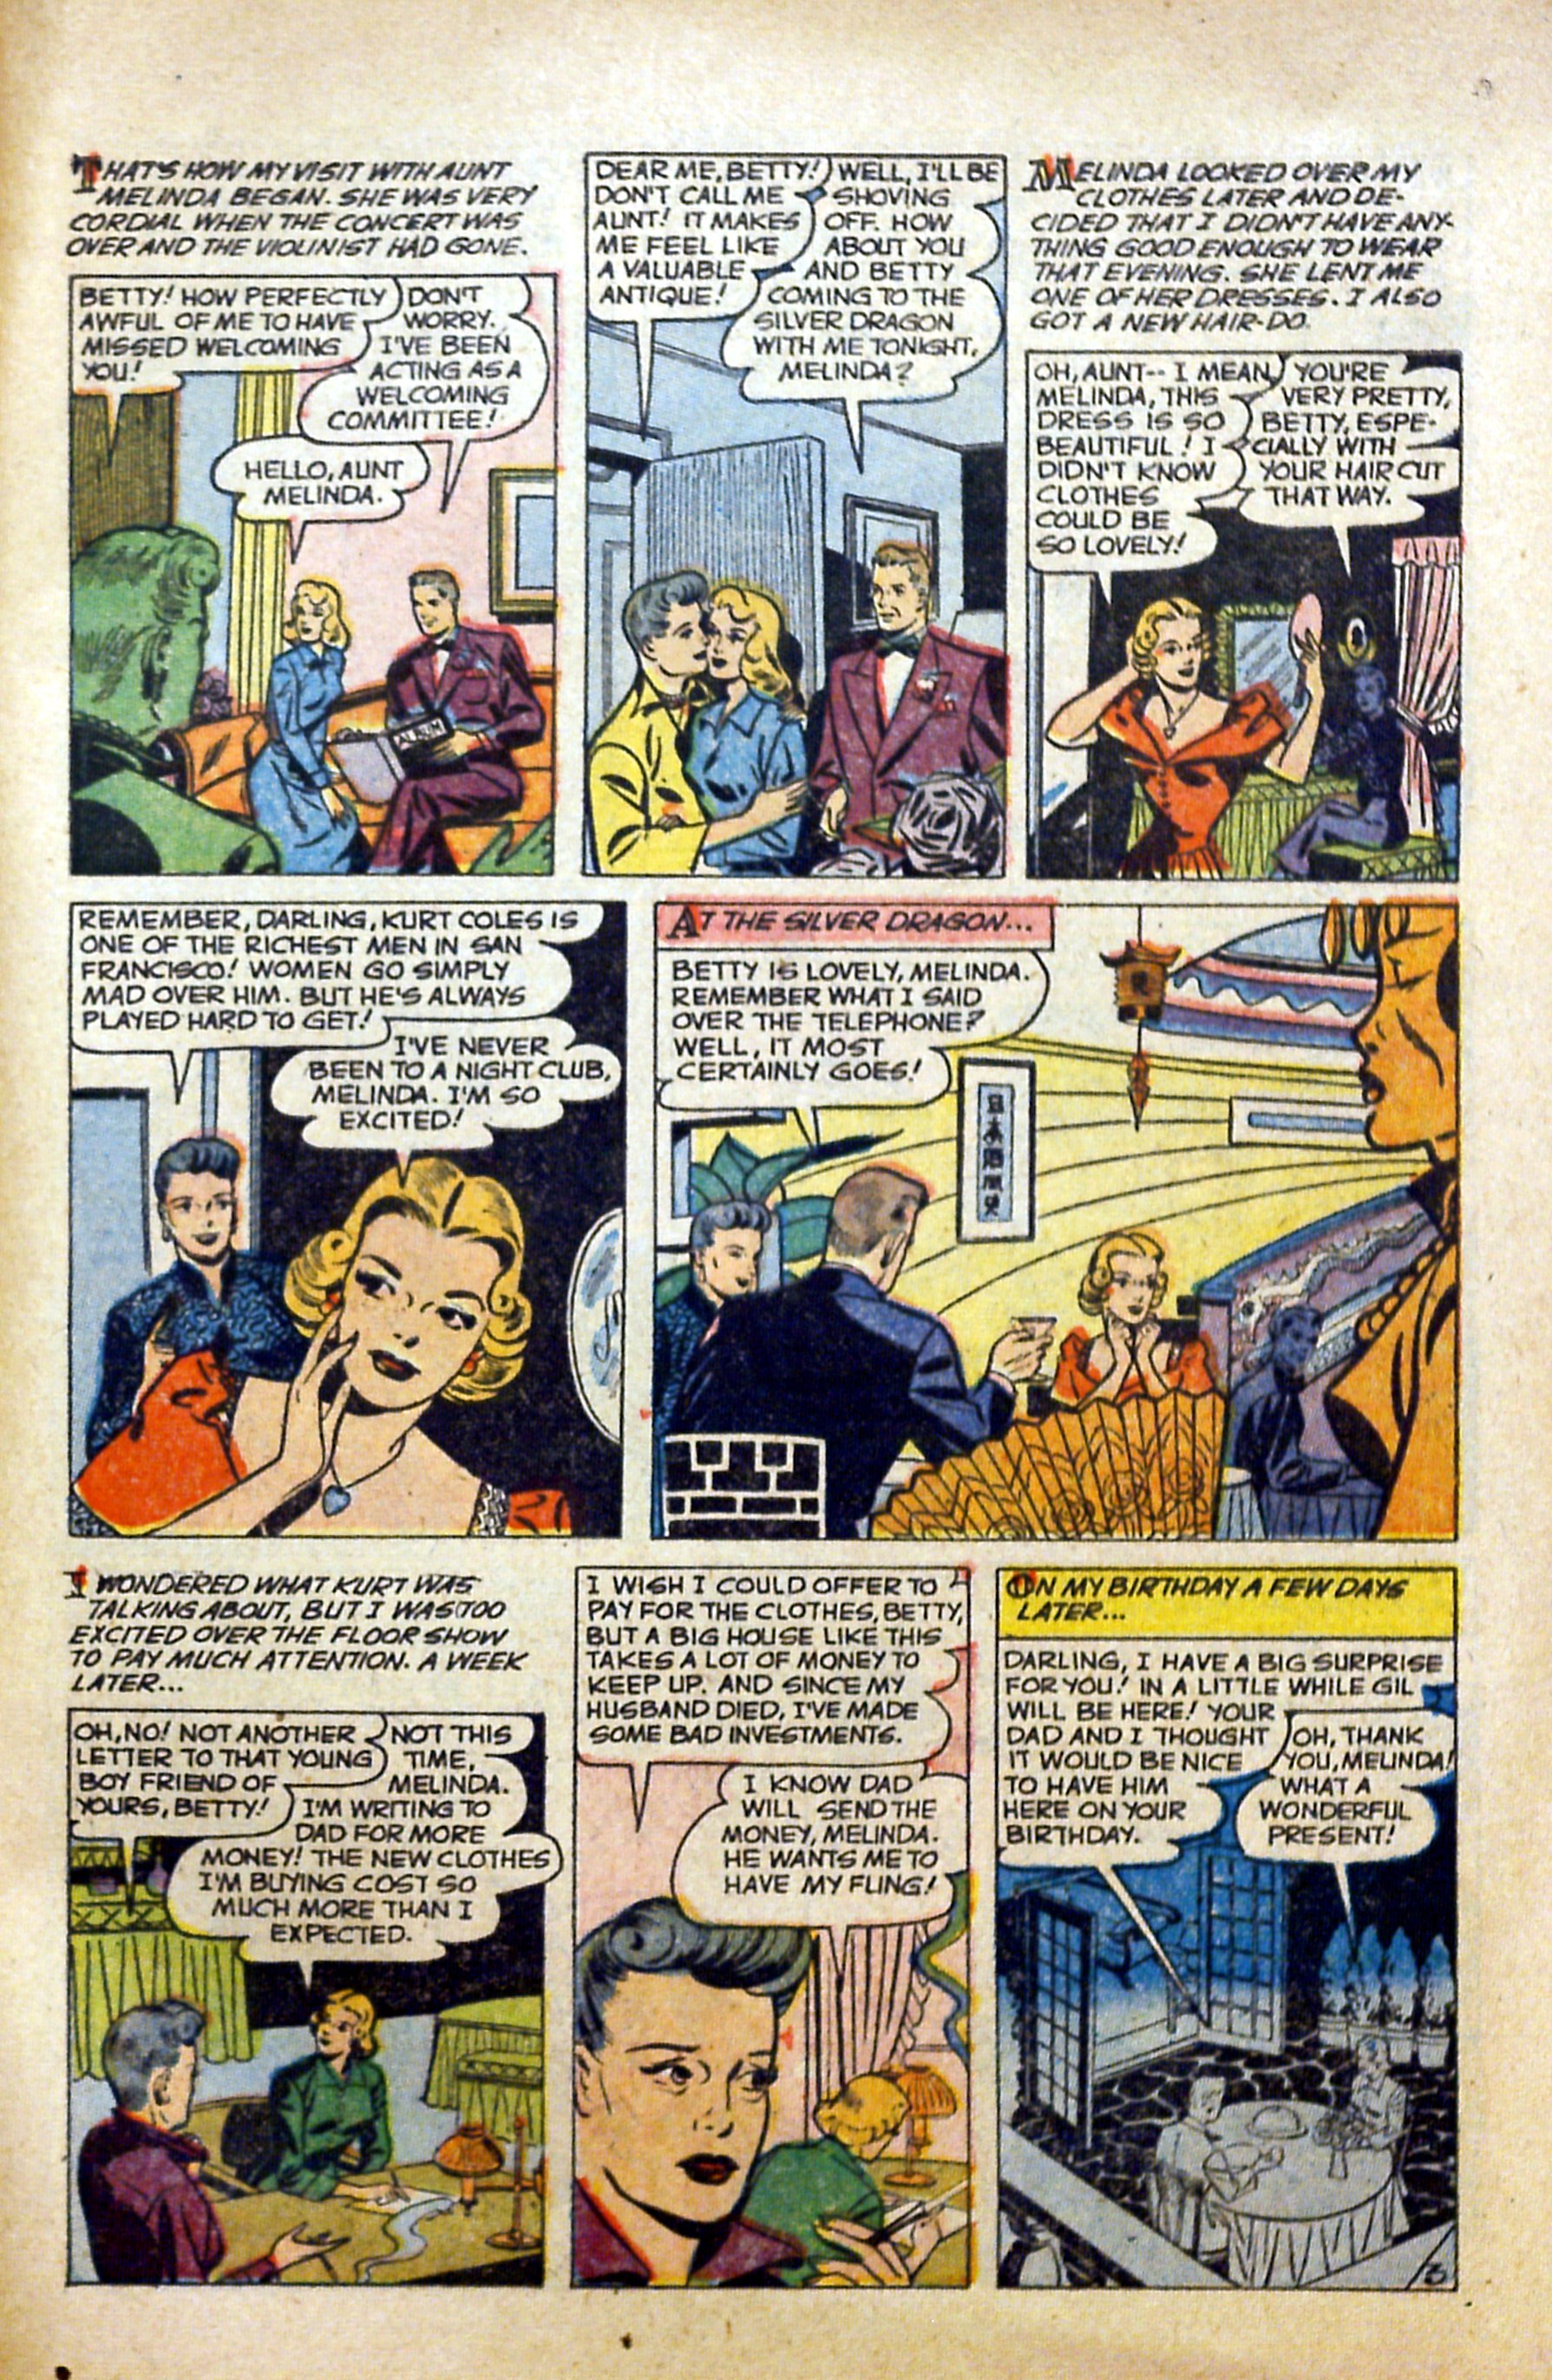 THAT'S HOW MY VISIT WITH AUNT
MELINDA BEGAN. SHE WAS VERY
CORDIAL WHEN THE CONCERT WAS
OVER AND THE VIOLINIST HAD GONE.
BETTY! HOW PERFECTLY
AWFUL OF ME TO HAVE
MISSED WELCOMING
YOU!
DON'T
WORRY.
I'VE BEEN
ACTING AS A
WELCOMING
COMMITTEE!
HELLO, AUNT
MELINDA.
ALBUM
DEAR ME, BETTY!
DON'T CALL ME
AUNT! IT MAKES
ME FEEL LIKE
A VALUABLE
ANTIQUE!
WELL, I'LL BE
SHOVING
OFF. HOW
ABOUT YOU
AND BETTY
COMING TO THE
SILVER DRAGON
WITH ME TONIGHT,
MELINDA?
MELINDA LOOKED OVER MY
CLOTHES LATER AND DE-
CIDED THAT I DIDN'T HAVE ANY-
THING GOOD ENOUGH TO WEAR
THAT EVENING. SHE LENT ME
ONE OF HER DRESSES. I ALSO
GOT A NEW HAIR-DO.
OH, AUNT-- I MEAN
MELINDA, THIS
DRESS IS SO
BEAUTIFUL! I
DIDN'T KNOW
CLOTHES
COULD BE
SO LOVELY!
YOU'RE
VERY PRETTY,
BETTY, ESPE-
CIALLY WITH
YOUR HAIR CUT
THAT WAY.
REMEMBER, DARLING, KURT COLES IS
ONE OF THE RICHEST MEN IN SAN
FRANCISCO! WOMEN GO SIMPLY
MAD OVER HIM. BUT HE'S ALWAYS
PLAYED HARD TO GET!
I'VE NEVER
BEEN TO A NIGHT CLUB,
MELINDA. I'M SO
EXCITED!
AT THE SILVER DRAGON...
BETTY IS LOVELY, MELINDA.
REMEMBER WHAT I SAID
OVER THE TELEPHONE?
WELL, IT MOST
CERTAINLY GOES!
I WONDERED WHAT KURT WAS
TALKING ABOUT, BUT I WAS TOO
EXCITED OVER THE FLOOR SHOW
TO PAY MUCH ATTENTION. A WEEK
LATER...
OH, NO! NOT ANOTHER
LETTER TO THAT YOUNG
BOY FRIEND OF
YOURS, BETTY!
NOT THIS
TIME,
MELINDA.
I'M WRITING TO
DAD FOR MORE
MONEY! THE NEW CLOTHES
I'M BUYING COST SO
MUCH MORE THAN I
EXPECTED.
I WISH I COULD OFFER TO
PAY FOR THE CLOTHES, BETTY,
BUT A BIG HOUSE LIKE THIS
TAKES A LOT OF MONEY TO
KEEP UP. AND SINCE MY
HUSBAND DIED, I'VE MADE
SOME BAD INVESTMENTS.
I KNOW DAD
WILL SEND THE
MONEY, MELINDA.
HE WANTS ME TO
HAVE MY FLING!
ON MY BIRTHDAY A FEW DAYS
LATER...
DARLING, I HAVE A BIG SURPRISE
FOR YOU! IN A LITTLE WHILE GIL
WILL BE HERE! YOUR
DAD AND I THOUGHT
IT WOULD BE NICE
TO HAVE HIM
HERE ON YOUR
BIRTHDAY.
OH, THANK
YOU, MELINDA!
WHAT A
WONDERFUL
PRESENT!
3